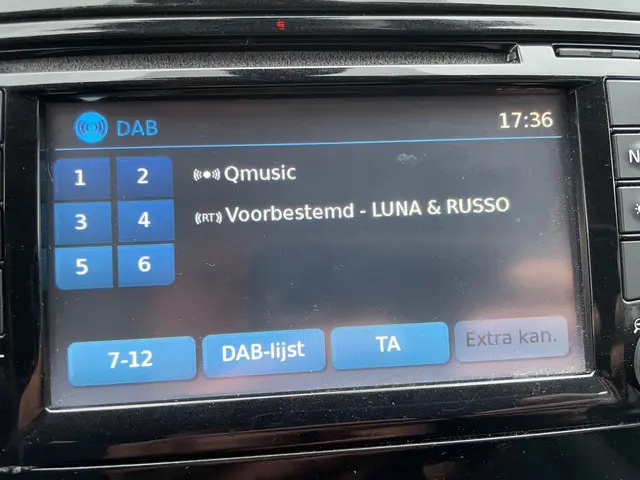 DAB
17:36
1 2
Qmusic
3 4
(RT) Voorbestemd - LUNA & RUSSO
5 6
7-12
DAB-lijst
TA
Extra kan.
N